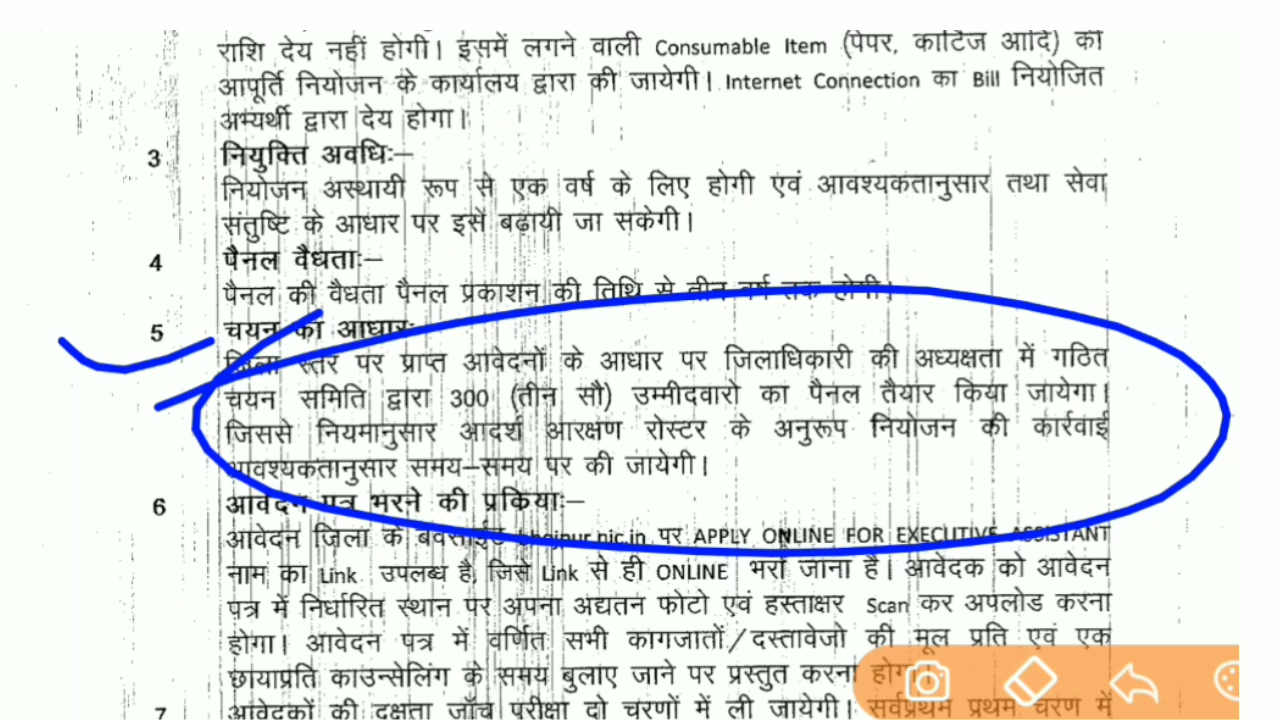 राशि देय नहीं होगी। इसमें लगने वाली Consumable Item (पेपर, कार्टिज आदि) की
आपूर्ति नियोजन के कार्यालय द्वारा की जायेगी। Internet Connection का Bill नियोजित
अभ्यर्थी द्वारा देय होगा।
3 नियुक्ति अवधिः–
नियोजन अस्थायी रूप से एक वर्ष के लिए होगी एवं आवश्यकतानुसार तथा सेवा
संतुष्टि के आधार पर इसे बढ़ायी जा सकेगी।
4 पैनल वैधताः–
पैनल की वैधता पैनल प्रकाशन की तिथि से तीन वर्ष तक होगी।
5 चयन का आधारः–
जिला स्तर पर प्राप्त आवेदनों के आधार पर जिलाधिकारी की अध्यक्षता में गठित
चयन समिति द्वारा 300 (तीन सौ) उम्मीदवारो का पैनल तैयार किया जायेगा।
जिससे नियमानुसार आदर्श आरक्षण रोस्टर के अनुरूप नियोजन की कार्रवाई
आवश्यकतानुसार समय–समय पर की जायेगी।
6 आवेदन पत्र भरने की प्रकियाः–
आवेदन जिला के बेवसाईट bhojpur.nic.in पर APPLY ONLINE FOR EXECUTIVE ASSISTANT
नाम का Link उपलब्ध है, जिसे Link से ही ONLINE भरा जाना है। आवेदक को आवेदन
पत्र में निर्धारित स्थान पर अपना अद्यतन फोटो एवं हस्ताक्षर Scan कर अपलोड करना
होगा। आवेदन पत्र में वर्णित सभी कागजातों/दस्तावेजो की मूल प्रति एवं एक
छायाप्रति काउन्सेलिंग के समय बुलाए जाने पर प्रस्तुत करना होगा।
7 आवेदकों की दक्षता जाँच परीक्षा दो चरणों में ली जायेगी। सर्वप्रथम प्रथम चरण में